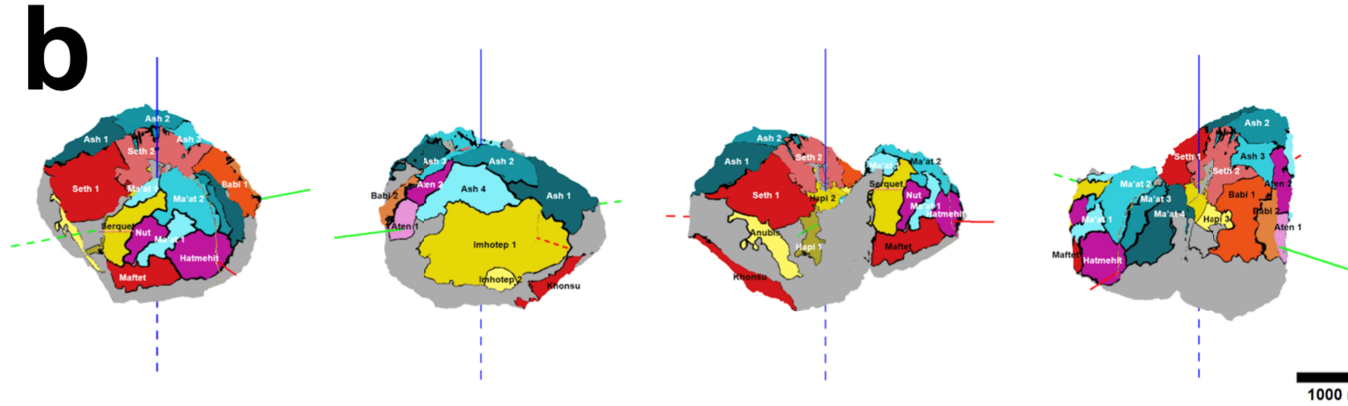 b
Ash 2
Ash 1
Ash 3
Seth 2
Seth 1
Babi 1
Ma'at 1
Ma'at 2
Serquet
Nut
Ma'at 1
Hatmehit
Maftet
Ash 3
Ash 2
Aten 2
Babi 2
Ash 4
Ash 1
Aten 1
Imhotep 1
Imhotep 2
Khonsu
Ash 2
Ash 1
Seth 2
Seth 1
Hapi 2
Anubis
Hapi 1
Khonsu
Ma'at
Ma'at 2
Serquet
Nut
Ma'at 1
Hatmehit
Maftet
Ash 2
Seth 1
Ash 3
Seth 2
Ma'at 2
Aten 2
Ma'at 3
Babi 1
Ma'at 1
Ma'at 4
Hapi 3
Babi 2
Aten 1
Maftet
Hatmehit
1000